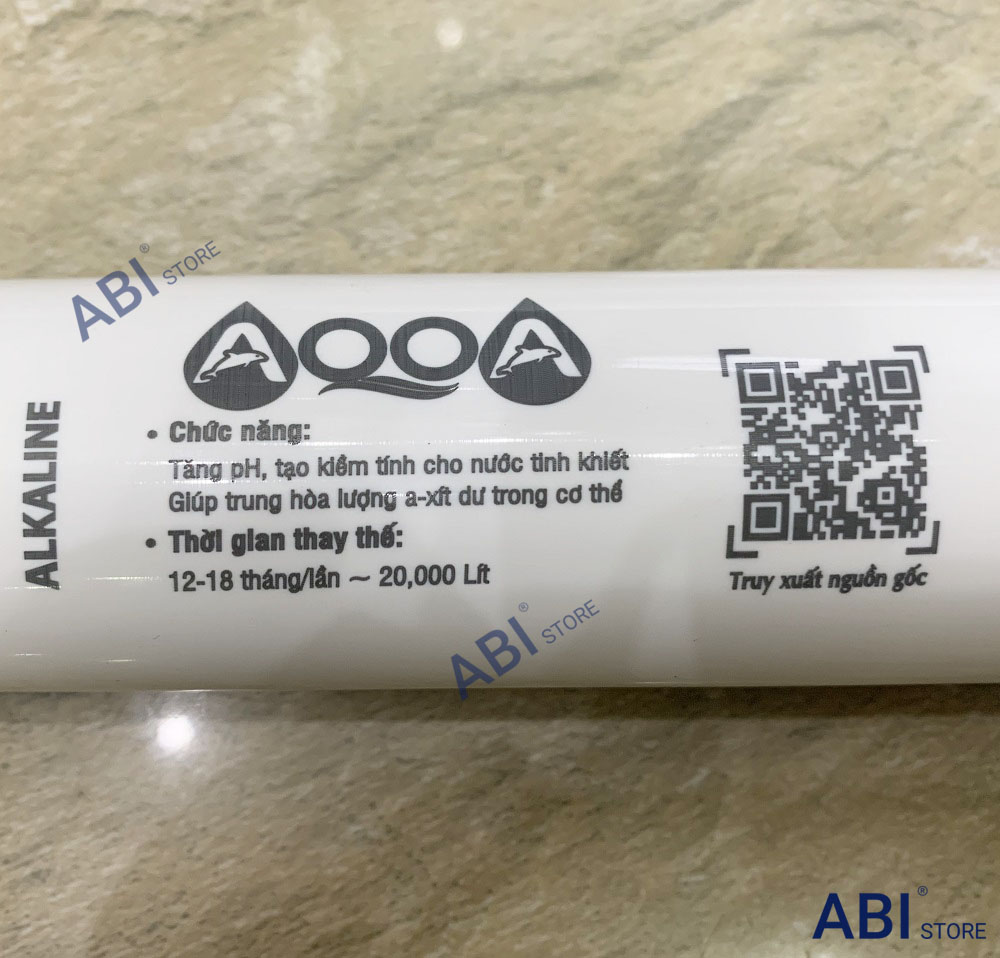 ABI® STORE
ALKALINE
AQOA
• Chức năng:
Tăng pH, tạo kiềm tính cho nước tinh khiết
Giúp trung hòa lượng a-xít dư trong cơ thể
• Thời gian thay thế:
12-18 tháng/lần ~ 20,000 Lít
Truy xuất nguồn gốc
ABI® STORE
ABI® STORE